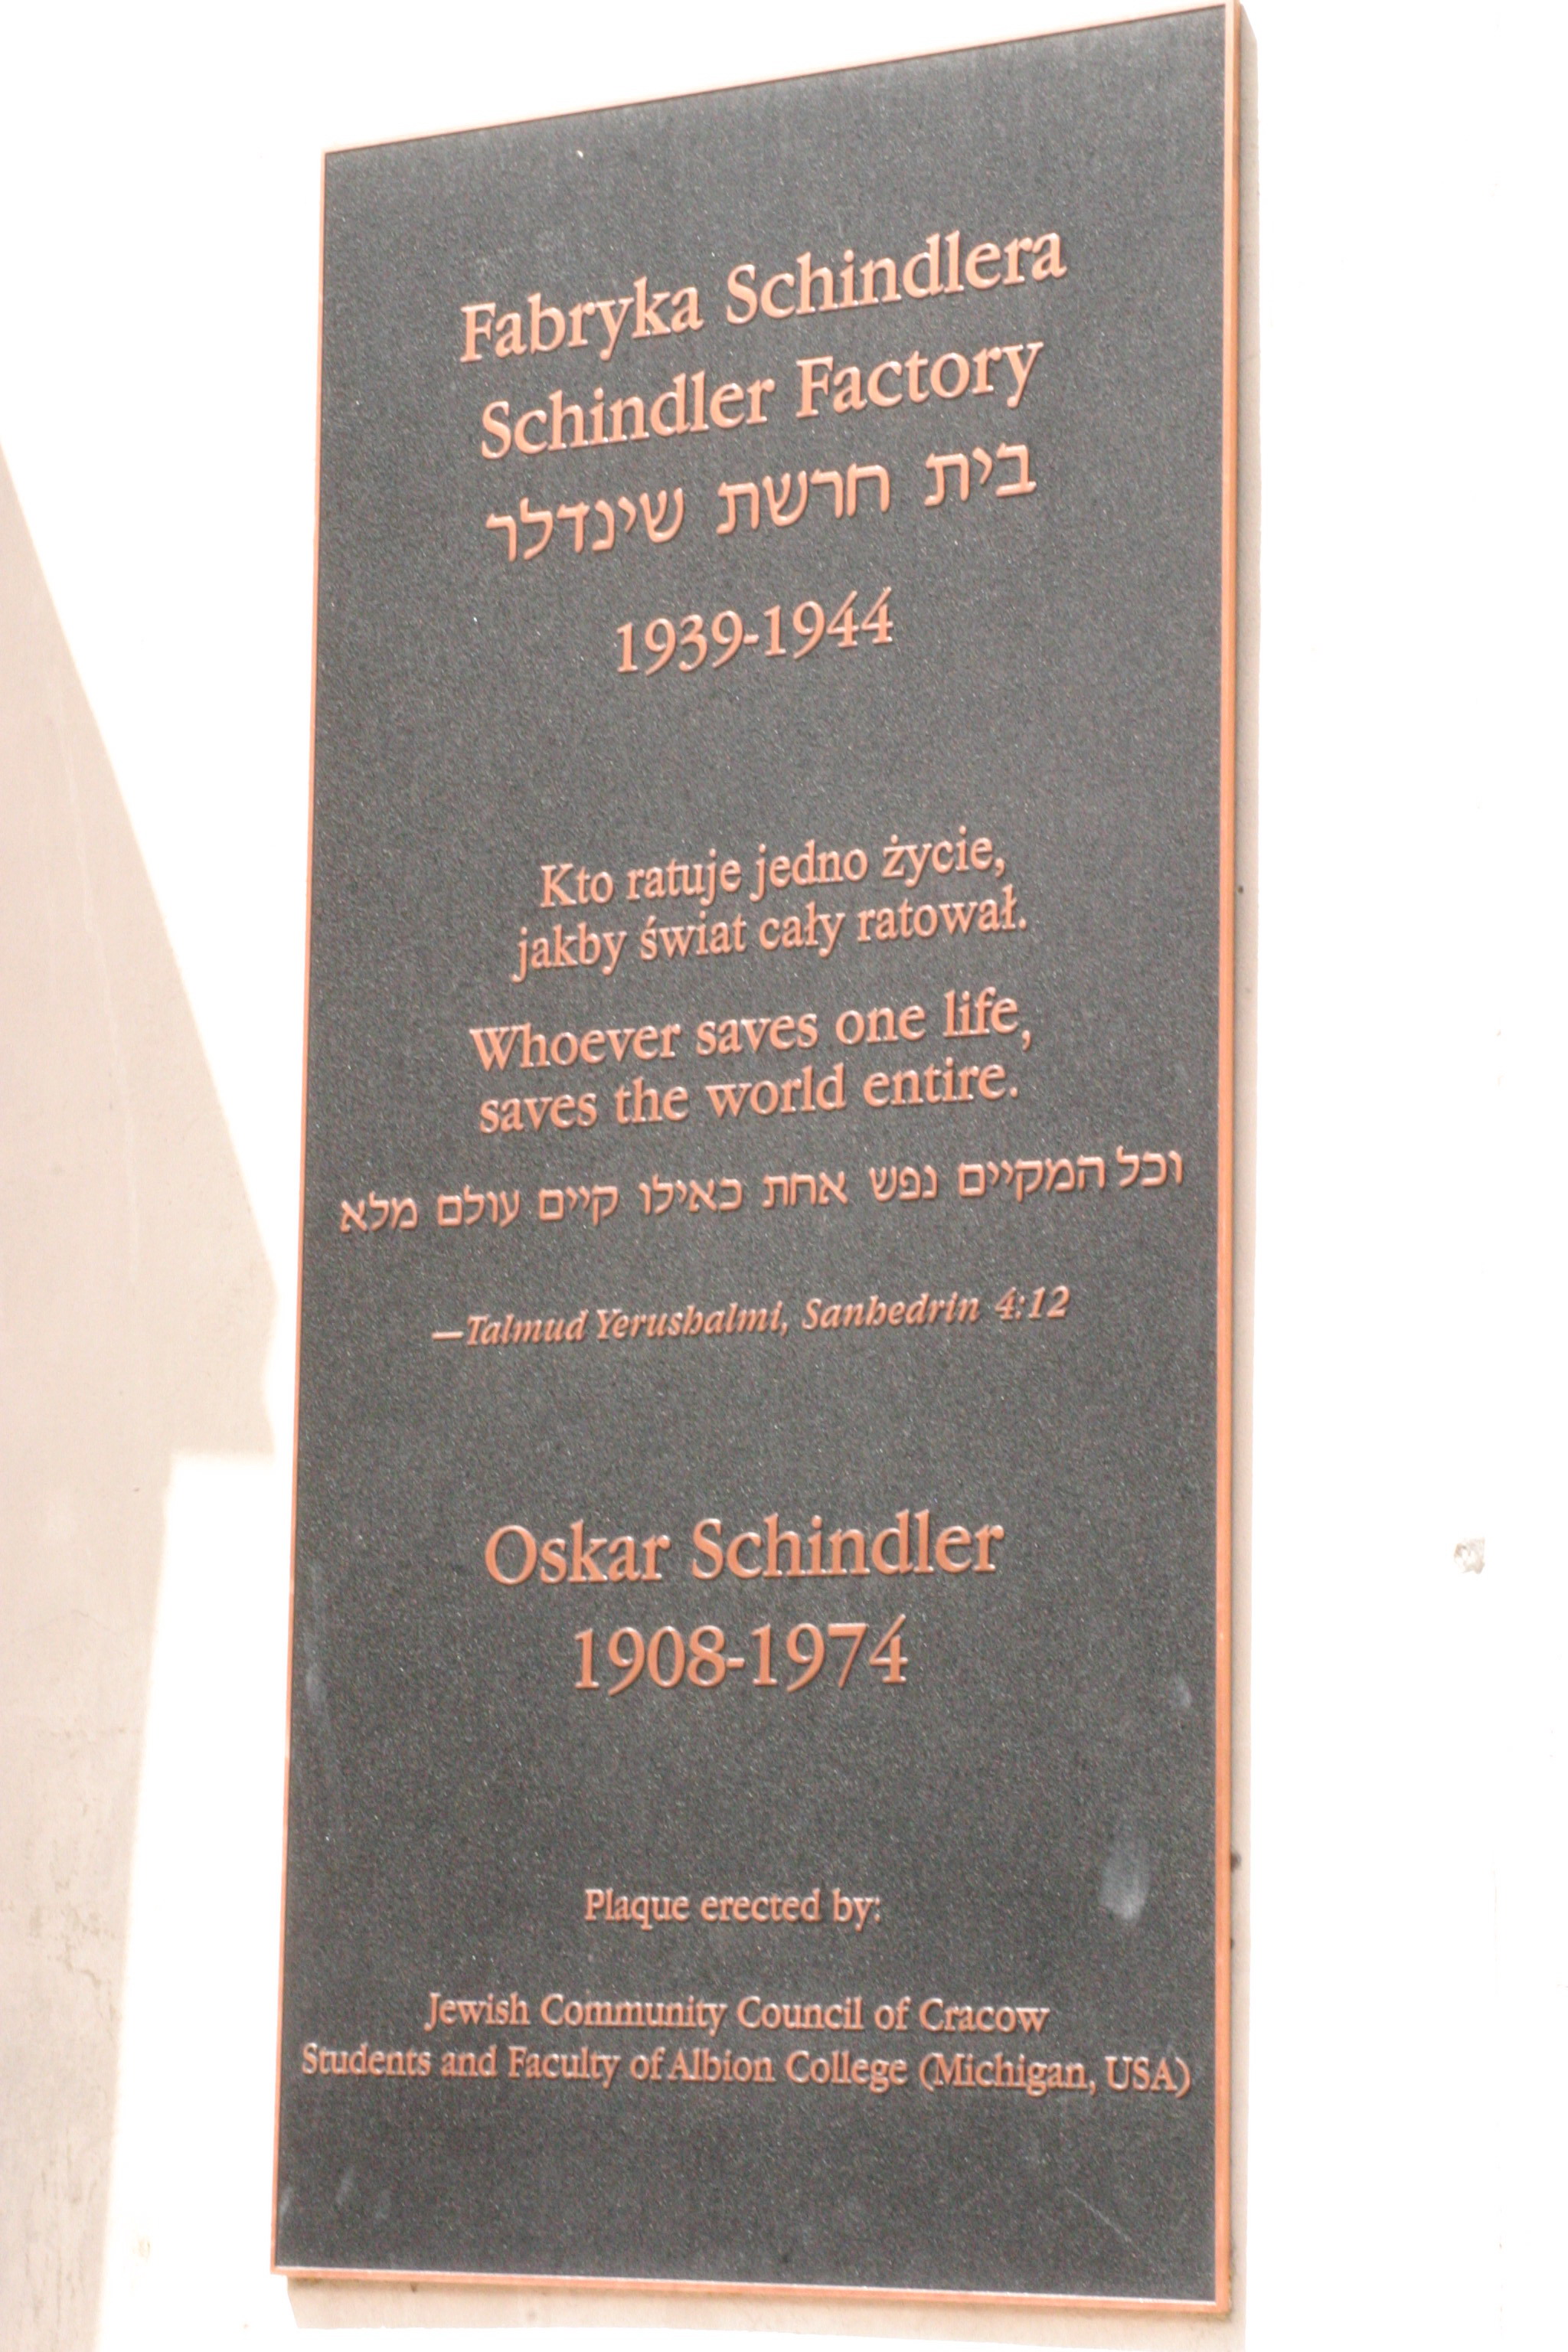 Fabryka Schindlera
Schindler Factory
בית חרשת שינדלר
1939-1944
Kto ratuje jedno życie,
jakby świat cały ratował.
Whoever saves one life,
saves the world entire.
וכל המקיים נפש אחת כאילו קיים עולם מלא
—Talmud Yerushalmi, Sanhedrin 4:12
Oskar Schindler
1908-1974
Plaque erected by:
Jewish Community Council of Cracow
Students and Faculty of Albion College (Michigan, USA)